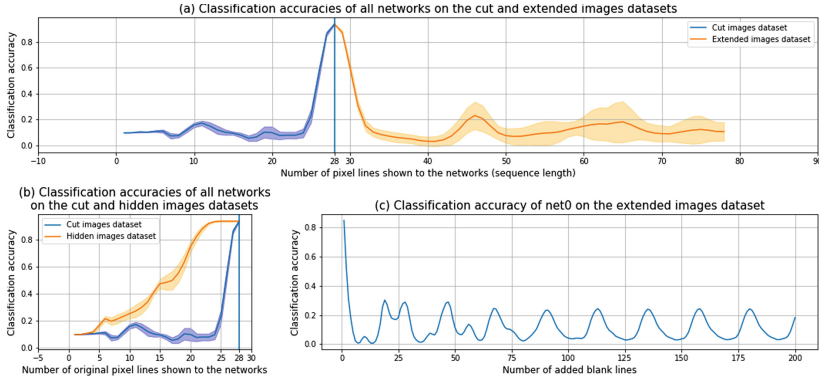 (a) Classification accuracies of all networks on the cut and extended images datasets
Classification accuracy
0.8
0.6
0.4
0.2
0.0
Cut images dataset
Extended images dataset
−10 0 10 20 28 30 40 50 60 70 80 90
Number of pixel lines shown to the networks (sequence length)
(b) Classification accuracies of all networks
on the cut and hidden images datasets
Classification accuracy
0.8
0.6
0.4
0.2
0.0
Cut images dataset
Hidden images dataset
−5 0 5 10 15 20 25 28 30
Number of original pixel lines shown to the networks
(c) Classification accuracy of net0 on the extended images dataset
Classification accuracy
0.8
0.6
0.4
0.2
0.0
0 25 50 75 100 125 150 175 200
Number of added blank lines